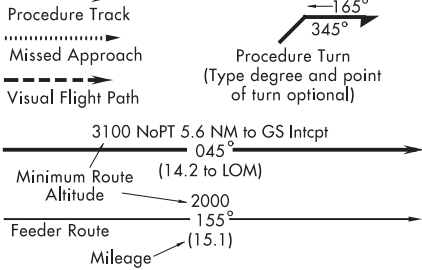 Procedure Track
165°
345°
Missed Approach
Procedure Turn
(Type degree and point
of turn optional)
Visual Flight Path
3100 NoPT 5.6 NM to GS Intcpt
045°
(14.2 to LOM)
Minimum Route
Altitude
2000
155°
Feeder Route
(15.1)
Mileage